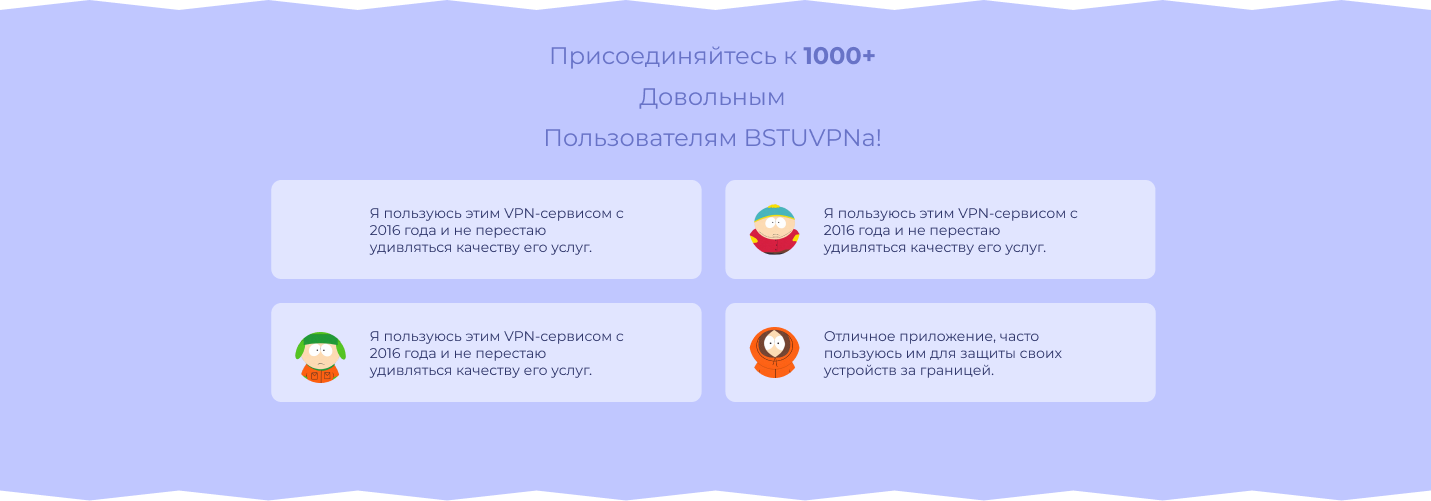 Присоединяйтесь к 1000+
Довольным
Пользователям BSTUVPNа!
Я пользуюсь этим VPN-сервисом с
2016 года и не перестаю
удивляться качеству его услуг.
Я пользуюсь этим VPN-сервисом с
2016 года и не перестаю
удивляться качеству его услуг.
Я пользуюсь этим VPN-сервисом с
2016 года и не перестаю
удивляться качеству его услуг.
Отличное приложение, часто
пользуюсь им для защиты своих
устройств за границей.